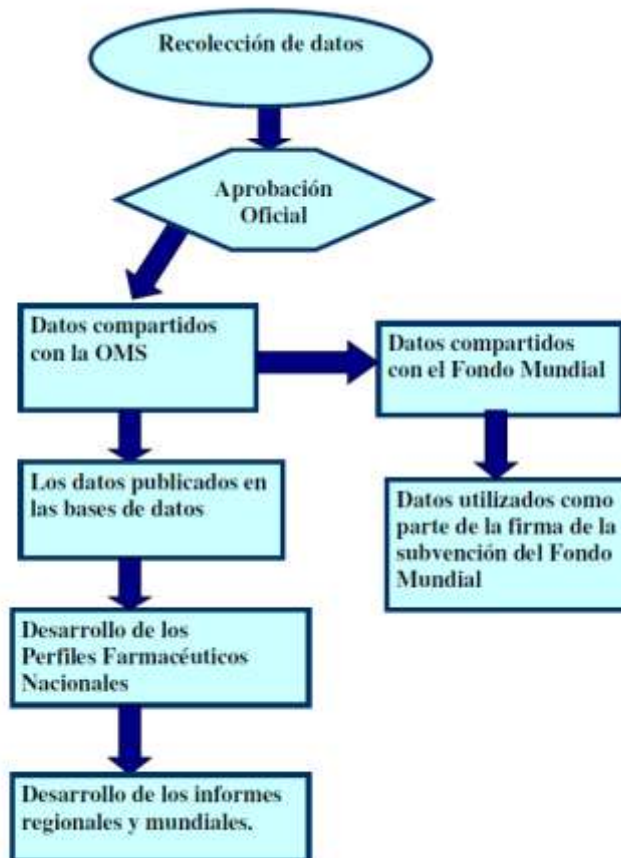 Recolección de datos
Aprobación
Oficial
Datos compartidos
con la OMS
Datos compartidos
con el Fondo Mundial
Los datos publicados en
las bases de datos
Datos utilizados como
parte de la firma de la
subvención del Fondo
Mundial
Desarrollo de los
Perfiles Farmacéuticos
Nacionales
Desarrollo de los informes
regionales y mundiales.